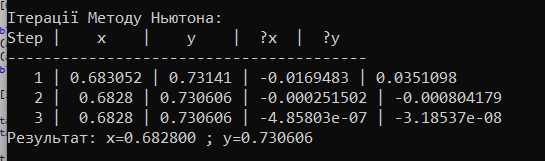 Ітерації Методу Ньютона:
Step |    x    |    y    |  ?x  |  ?y
-----------------------------------------
   1 | 0.683052 | 0.73141 | -0.0169483 | 0.0351098
   2 |   0.6828 | 0.730606 | -0.000251502 | -0.000804179
   3 |   0.6828 | 0.730606 | -4.85803e-07 | -3.18537e-08
Результат: x=0.682800 ; y=0.730606